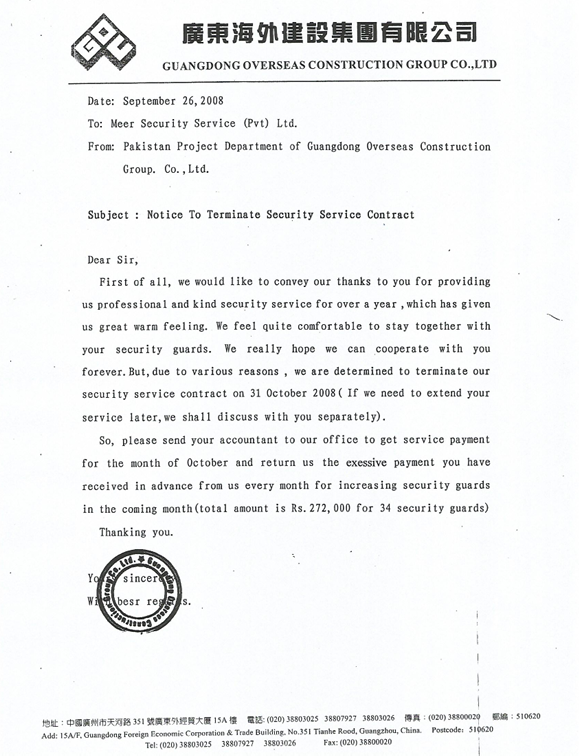 GOCG
廣東海外建設集團有限公司
GUANGDONG OVERSEAS CONSTRUCTION GROUP CO.,LTD
Date: September 26,2008
To: Meer Security Service (Pvt) Ltd.
From: Pakistan Project Department of Guangdong Overseas Construction
Group. Co.,Ltd.
Subject : Notice To Terminate Security Service Contract
Dear Sir,
First of all, we would like to convey our thanks to you for providing
us professional and kind security service for over a year ,which has given
us great warm feeling. We feel quite comfortable to stay together with
your security guards. We really hope we can cooperate with you
forever.But,due to various reasons , we are determined to terminate our
security service contract on 31 October 2008( If we need to extend your
service later,we shall discuss with you separately).
So, please send your accountant to our office to get service payment
for the month of October and return us the exessive payment you have
received in advance from us every month for increasing security guards
in the coming month(total amount is Rs.272,000 for 34 security guards)
Thanking you.
sincere
besr
Guangdong Overseas Construction Group Co. Ltd.
地址：中國廣州市天河路 351 號廣東外經貿大厦 15A 樓 電話: (020) 38803025 38807927 38803026 傳真：(020) 38800020 郵編：510620
Add: 15A/F, Guangdong Foreign Economic Corporation & Trade Building, No.351 Tianhe Rood, Guangzhou, China. Postcode: 510620
Tel: (020) 38803025 38807927 38803026 Fax: (020) 38800020